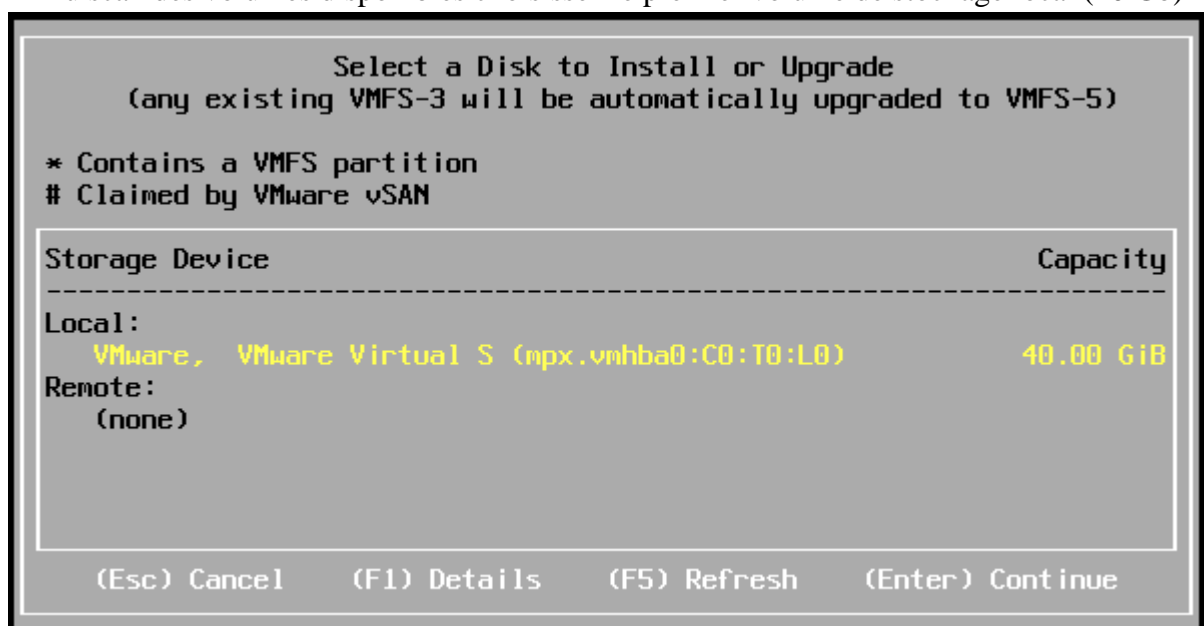 Select a Disk to Install or Upgrade
(any existing VMFS-3 will be automatically upgraded to VMFS-5)
* Contains a VMFS partition
# Claimed by VMware vSAN
Storage Device Capacity
--------------------------------------------------------------------
Local:
VMware, VMware Virtual S (mpx.vmhba0:C0:T0:L0) 40.00 GiB
Remote:
(none)
(Esc) Cancel (F1) Details (F5) Refresh (Enter) Continue